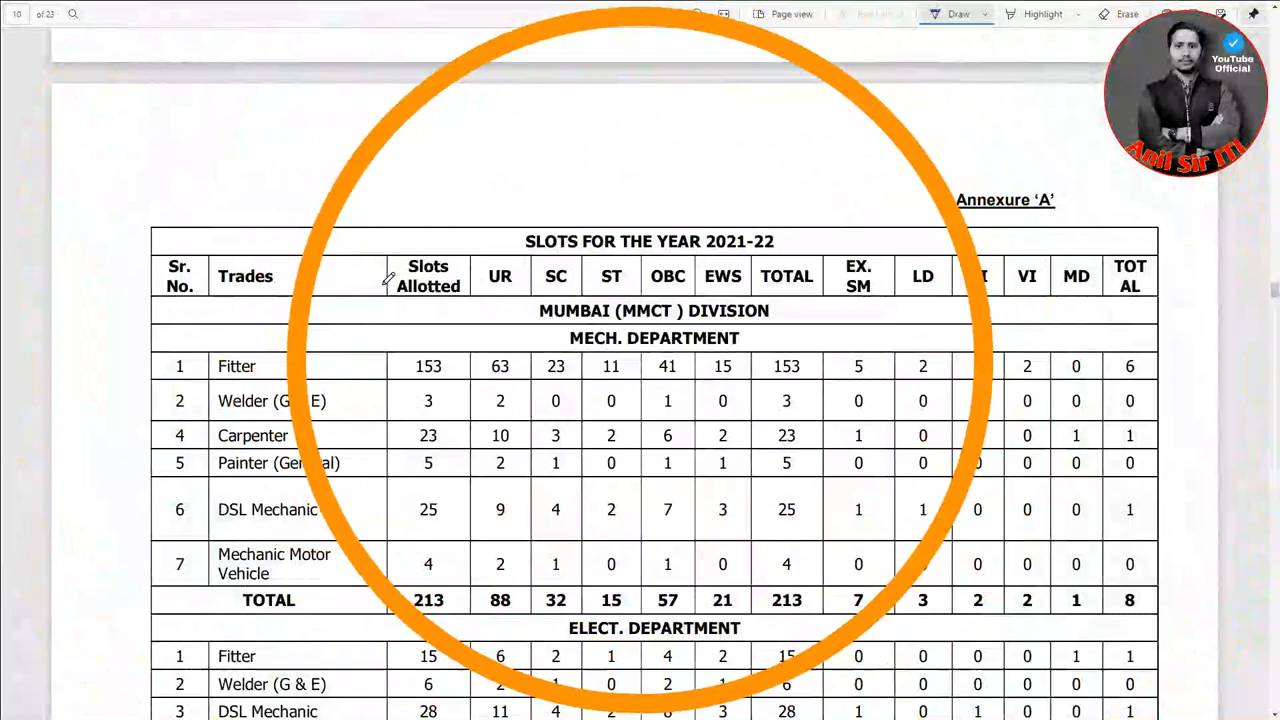 10 of 23 Page view Draw Highlight Erase
YouTube
Official
Anil Sir ITI
Annexure ‘A’
SLOTS FOR THE YEAR 2021-22
Sr. No. Trades Slots Allotted UR SC ST OBC EWS TOTAL EX. SM LD VI MD TOT AL
MUMBAI (MMCT ) DIVISION
MECH. DEPARTMENT
1 Fitter 153 63 23 11 41 15 153 5 2 2 0 6
2 Welder (G E) 3 2 0 0 1 0 3 0 0 0 0 0
4 Carpenter 23 10 3 2 6 2 23 1 0 0 1 1
5 Painter (General) 5 2 1 0 1 1 5 0 0 0 0 0 0
6 DSL Mechanic 25 9 4 2 7 3 25 1 1 0 0 0 1
7 Mechanic Motor Vehicle 4 2 1 0 1 0 4 0 0 0 0 0
TOTAL 213 88 32 15 57 21 213 7 3 2 2 1 8
ELECT. DEPARTMENT
1 Fitter 15 6 2 1 4 2 15 0 0 0 0 1 1
2 Welder (G & E) 6 2 1 0 2 1 6 0 0 0 0 0 0
3 DSL Mechanic 28 11 4 2 3 28 1 0 1 0 0 1